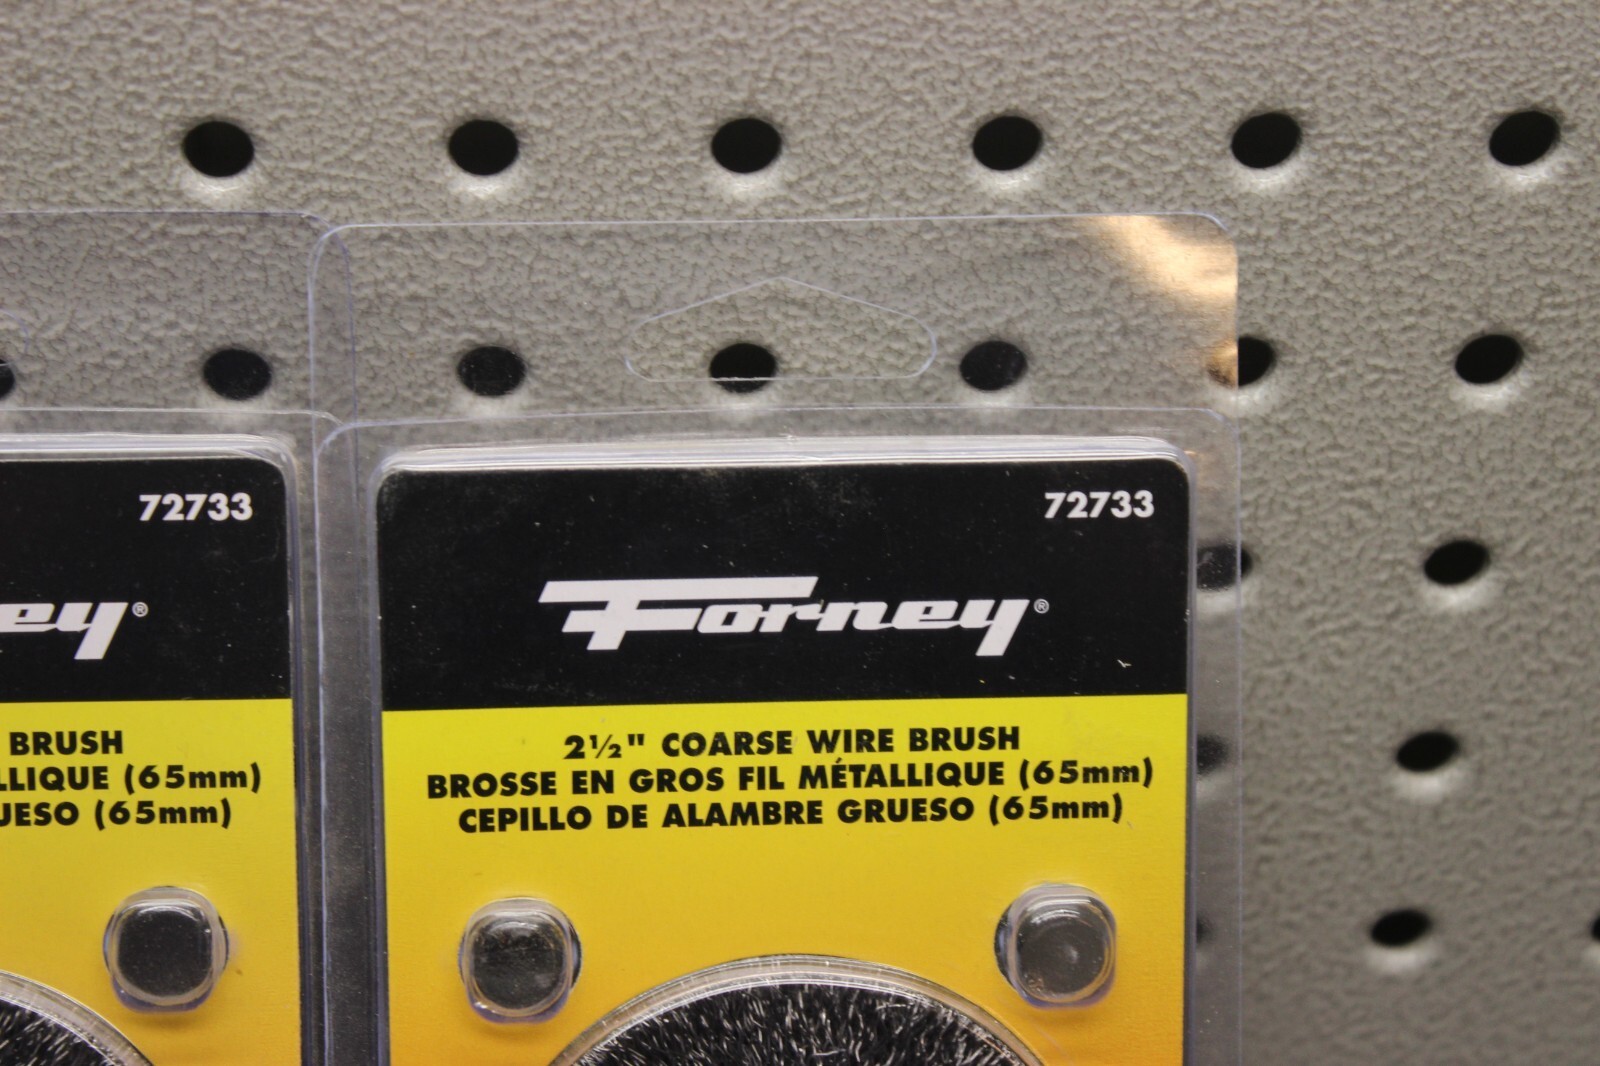 72733
ey®
BRUSH
LLIQUE (65mm)
UESO (65mm)
72733
Forney®
2½" COARSE WIRE BRUSH
BROSSE EN GROS FIL MÉTALLIQUE (65mm)
CEPILLO DE ALAMBRE GRUESO (65mm)